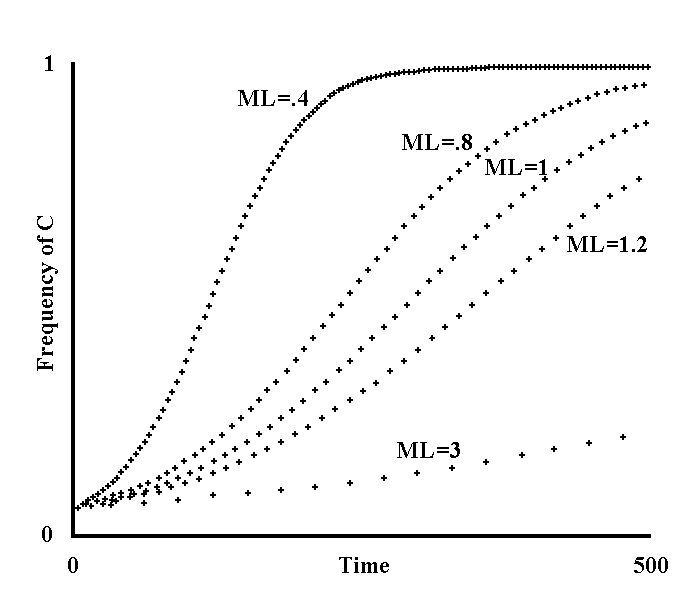 1
ML=.4
ML=.8
ML=1
ML=1.2
ML=3
Frequency of C
0
0
Time
500